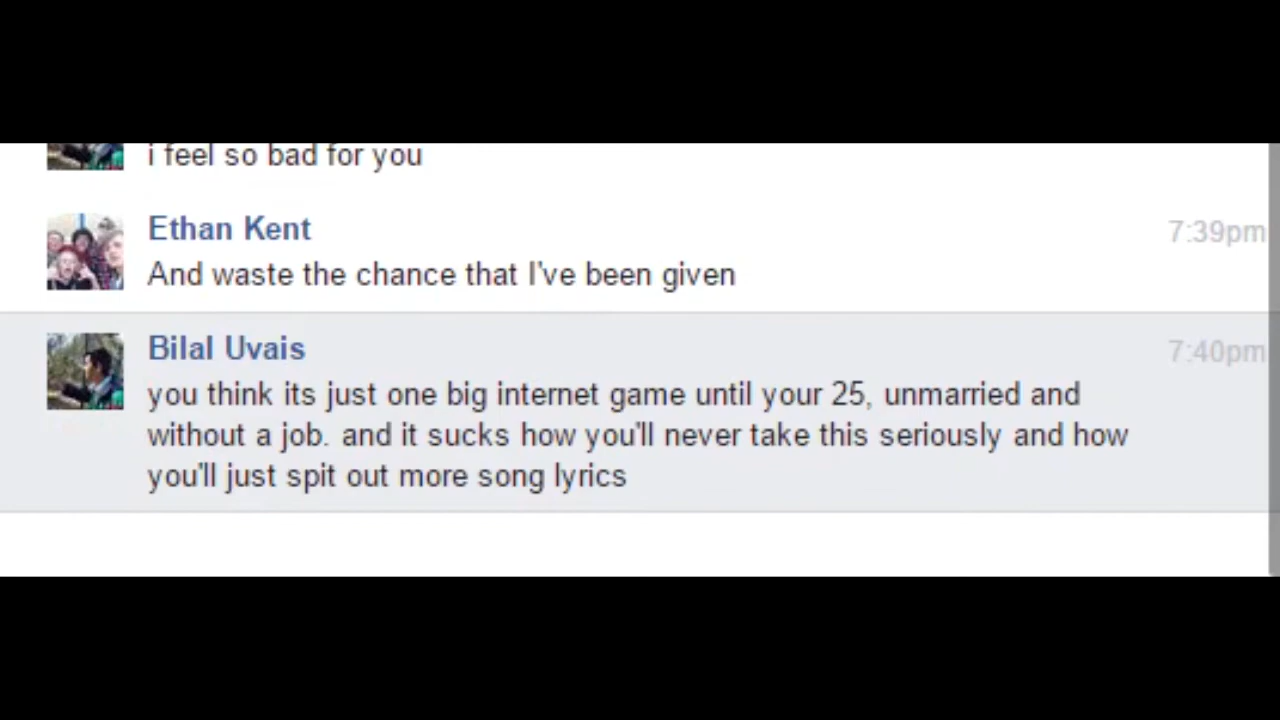 i feel so bad for you
Ethan Kent
7:39pm
And waste the chance that I've been given
Bilal Uvais
7:40pm
you think its just one big internet game until your 25, unmarried and
without a job. and it sucks how you'll never take this seriously and how
you'll just spit out more song lyrics